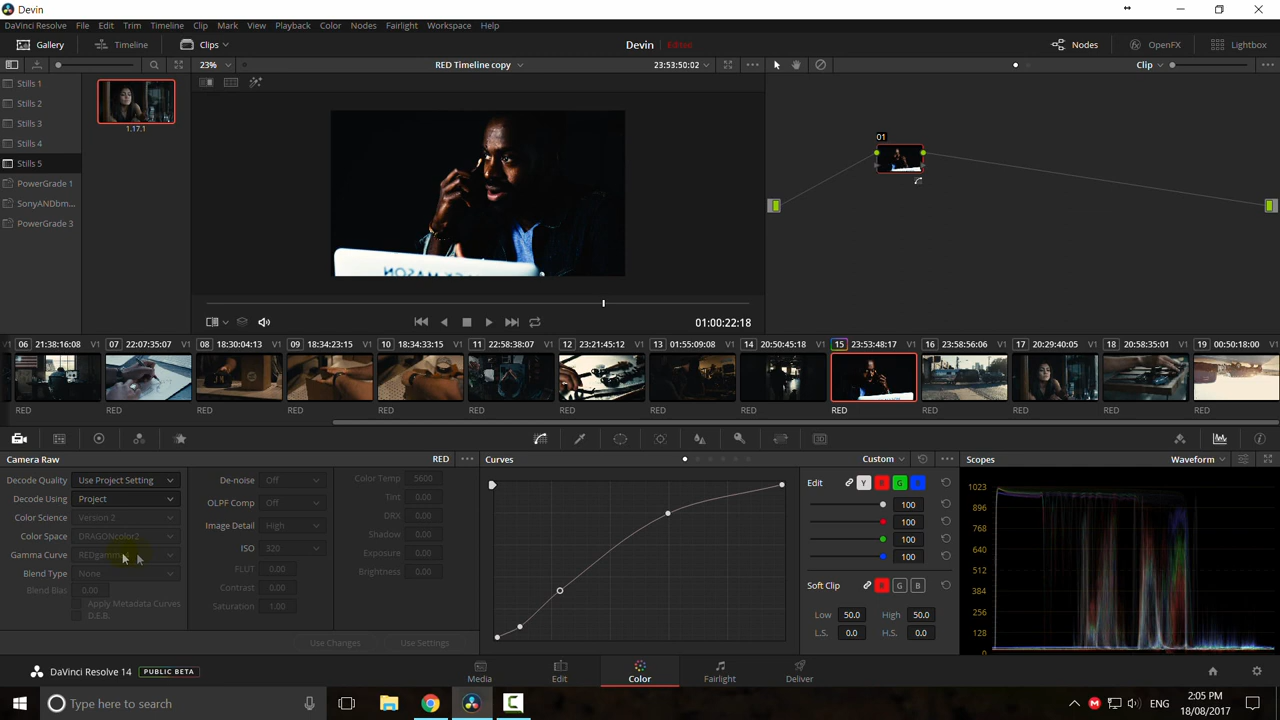 Devin
DaVinci Resolve File Edit Trim Timeline Clip Mark View Playback Color Nodes Fairlight Workspace Help
Gallery Timeline Clips Devin Edited Nodes OpenFX Lightbox
23% RED Timeline copy 23:53:50:02 Clip
Stills 1
Stills 2
Stills 3
Stills 4
Stills 5
PowerGrade 1
SonyANDbm...
PowerGrade 3
1.17.1
01
01:00:22:18
V1 06 21:38:16:08 V1 07 22:07:35:07 V1 08 18:30:04:13 V1 09 18:34:23:15 V1 10 18:34:33:15 V1 11 22:58:38:07 V1 12 23:21:45:12 V1 13 01:55:09:08 V1 14 20:50:45:18 V1 15 23:53:48:17 V1 16 23:58:56:06 V1 17 20:29:40:05 V1 18 20:58:35:01 V1 19 00:50:18:00 V1
RED RED RED RED RED RED RED RED RED RED RED RED RED RED
Camera Raw RED
Decode Quality Use Project Setting
Decode Using Project
Color Science Version 2
Color Space DRAGONcolor2
Gamma Curve
Blend Type None
Blend Bias 0.00
Apply Metadata Curves
D.E.B.
De-noise Off
OLPF Comp Off
Image Detail High
ISO 320
FLUT 0.00
Contrast 0.00
Saturation 1.00
Color Temp 5600
Tint 0.00
DRX 0.00
Shadow 0.00
Exposure 0.00
Brightness 0.00
Use Changes Use Settings
Curves Custom
Edit Y R G B
100
100
100
100
Soft Clip R G B
Low 50.0 High 50.0
L.S. 0.0 H.S. 0.0
Scopes Waveform
1023
896
768
640
512
384
256
128
0
DaVinci Resolve 14 PUBLIC BETA
Media Edit Color Fairlight Deliver
Type here to search
ENG
2:05 PM
18/08/2017